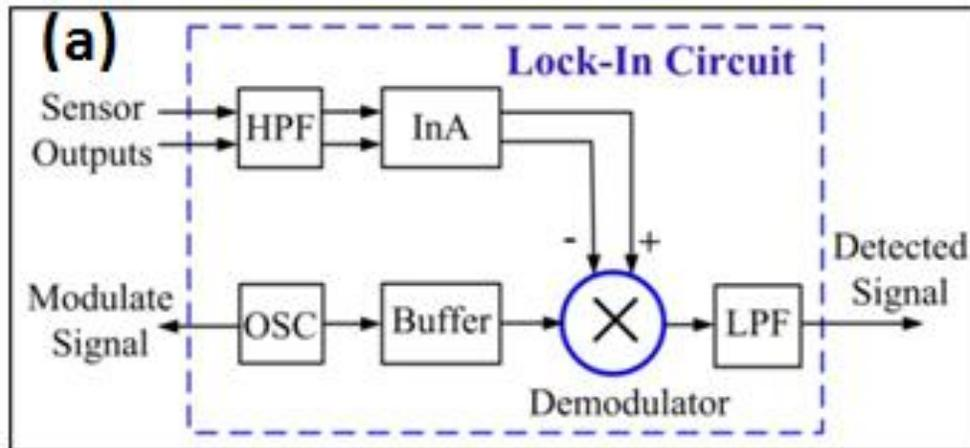 (a)
Lock-In Circuit
Sensor
Outputs
HPF
InA
- +
Modulate
Signal
OSC
Buffer
Demodulator
LPF
Detected
Signal